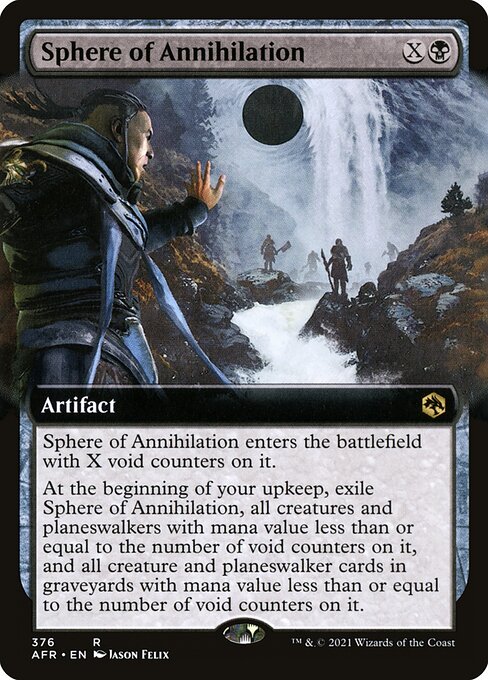 Sphere of Annihilation X
Artifact
Sphere of Annihilation enters the battlefield
with X void counters on it.
At the beginning of your upkeep, exile
Sphere of Annihilation, all creatures and
planeswalkers with mana value less than or
equal to the number of void counters on it,
and all creature and planeswalker cards in
graveyards with mana value less than or equal
to the number of void counters on it.
376 R
AFR • EN Jason Felix
™ & © 2021 Wizards of the Coast